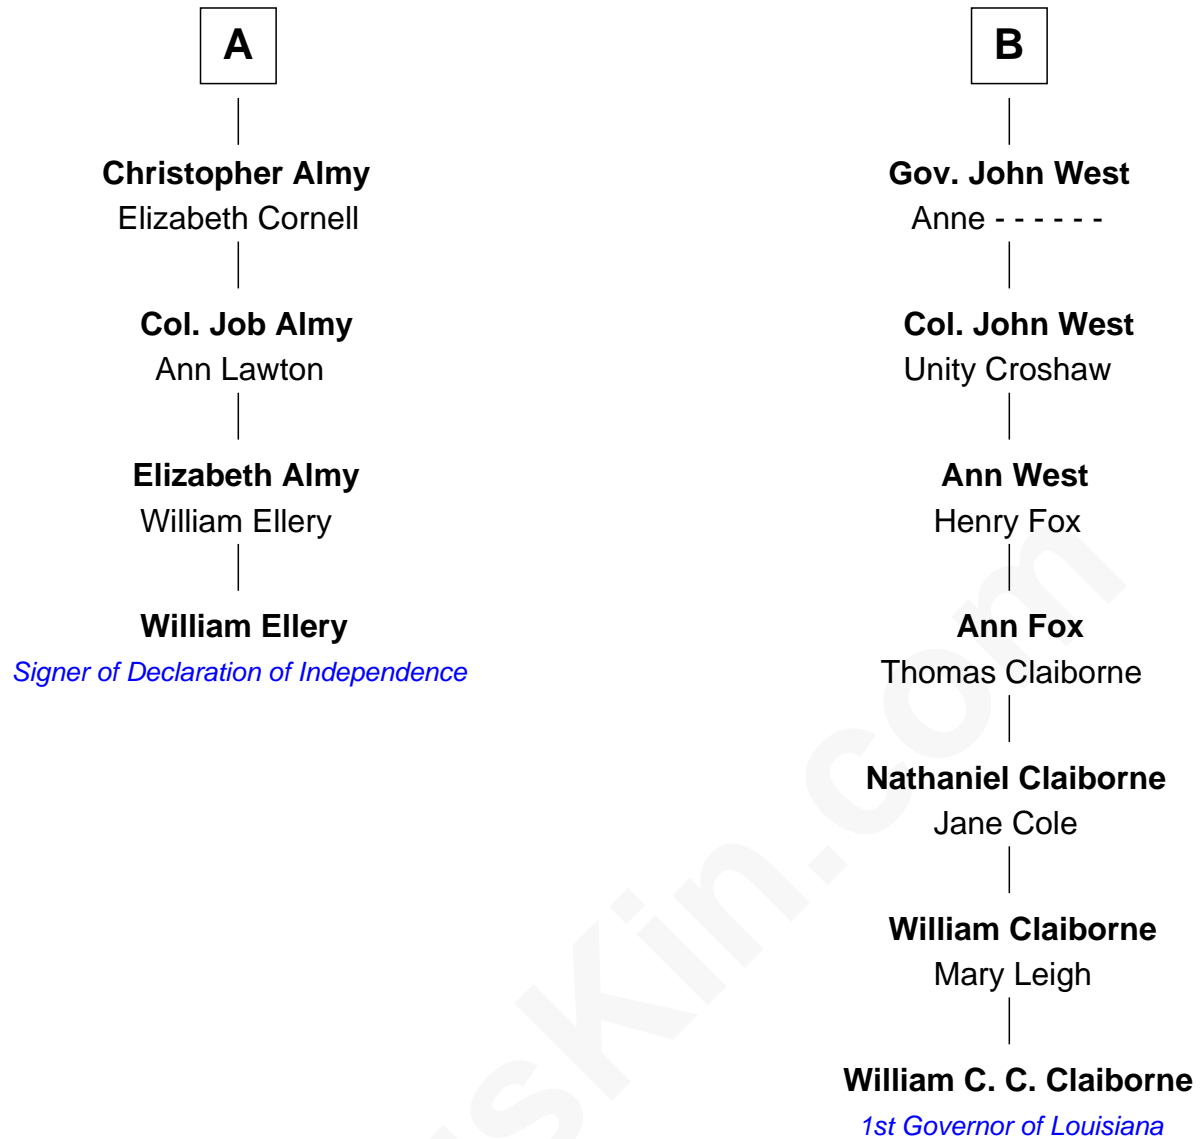 A
Christopher Almy
Elizabeth Cornell
Col. Job Almy
Ann Lawton
Elizabeth Almy
William Ellery
William Ellery
Signer of Declaration of Independence
B
Gov. John West
Anne - - - - - -
Col. John West
Unity Croshaw
Ann West
Henry Fox
Ann Fox
Thomas Claiborne
Nathaniel Claiborne
Jane Cole
William Claiborne
Mary Leigh
William C. C. Claiborne
1st Governor of Louisiana
sKin.com